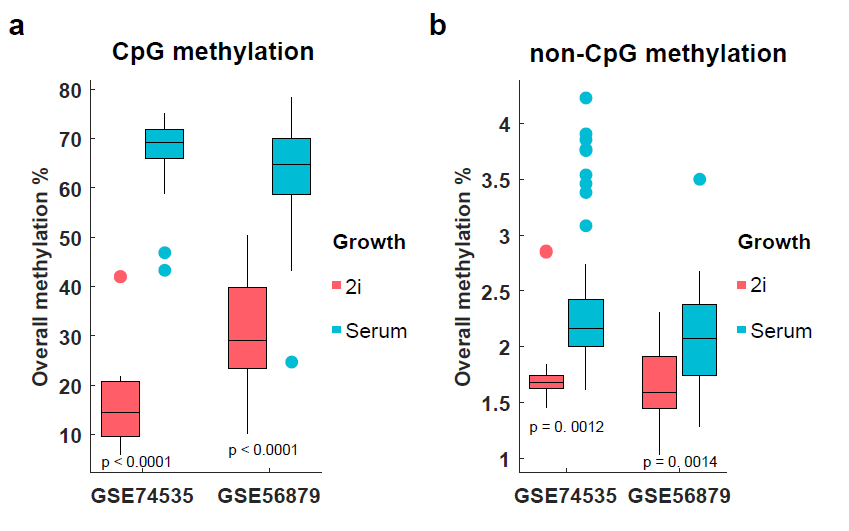 a
CpG methylation
Overall methylation %
80
70
60
50
40
30
20
10
p < 0.0001
p < 0.0001
GSE74535
GSE56879
Growth
2i
Serum
b
non-CpG methylation
Overall methylation %
4
3.5
3
2.5
2
1.5
1
p = 0. 0012
p = 0. 0014
GSE74535
GSE56879
Growth
2i
Serum